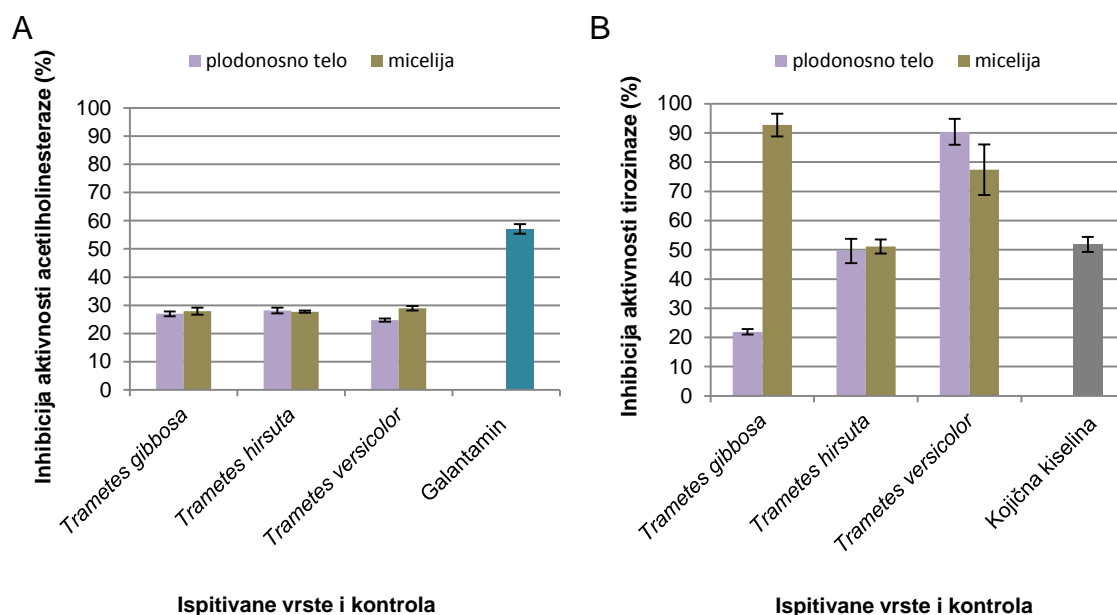 A
plodonosno telo micelija
Inhibicija aktivnosti acetilholinesteraze (%)
100
90
80
70
60
50
40
30
20
10
0
Trametes gibbosa
Trametes hirsuta
Trametes versicolor
Galantamin
Ispitivane vrste i kontrola
B
plodonosno telo micelija
Inhibicija aktivnosti tirozinaze (%)
100
90
80
70
60
50
40
30
20
10
0
Trametes gibbosa
Trametes hirsuta
Trametes versicolor
Kojična kiselina
Ispitivane vrste i kontrola